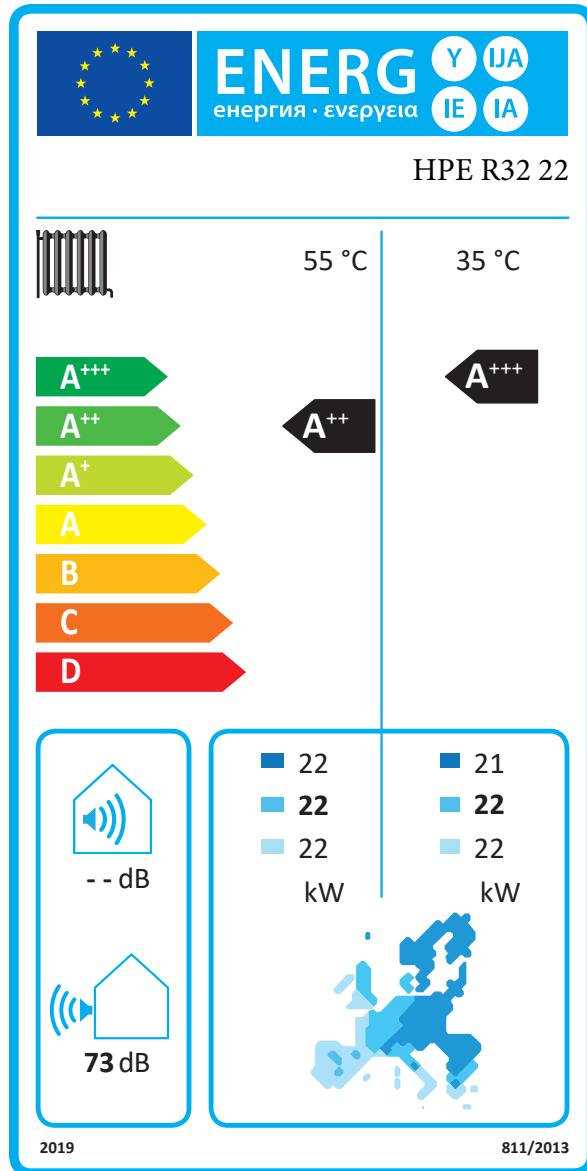 ENERG Y IJA
енергия · ενεργεια IE IA
HPE R32 22
55 °C 35 °C
A+++ A+++
A++ A++
A+
A
B
C
D
22 21
22 22
22 22
kW kW
-- dB
73 dB
2019 811/2013